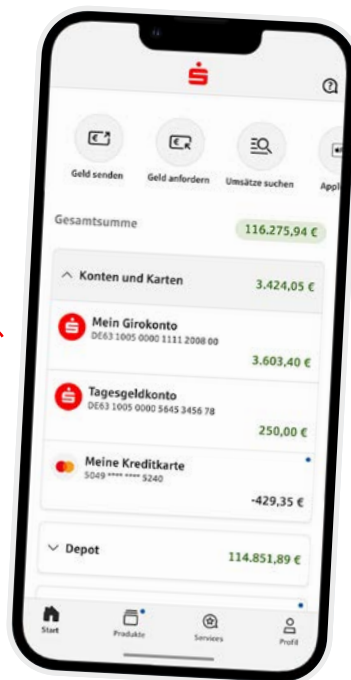 Geld senden
Geld anfordern
Umsätze suchen
Gesamtsumme
116.275,94 €
Konten und Karten
3.424,05 €
Mein Girokonto
DE63 1005 0000 1111 2008 00
3.603,40 €
Tagesgeldkonto
DE63 1005 0000 5645 3456 78
250,00 €
Meine Kreditkarte
5049 **** **** 5240
-429,35 €
Depot
114.851,89 €
Start
Produkte
Services
Profil